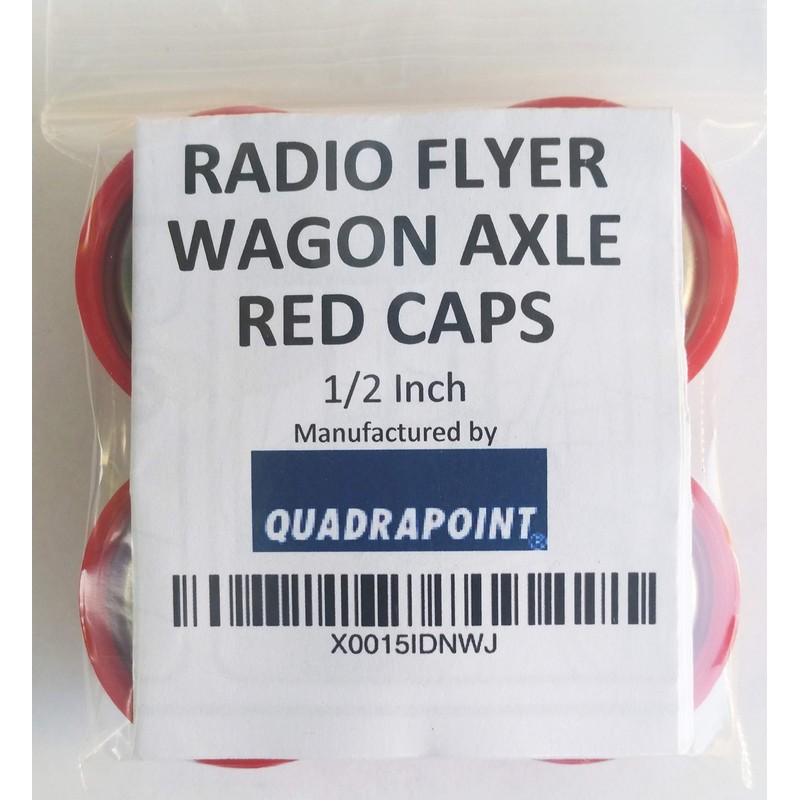 RADIO FLYER
WAGON AXLE
RED CAPS
1/2 Inch
Manufactured by
QUADRAPOINT®
X0015IDNWJ